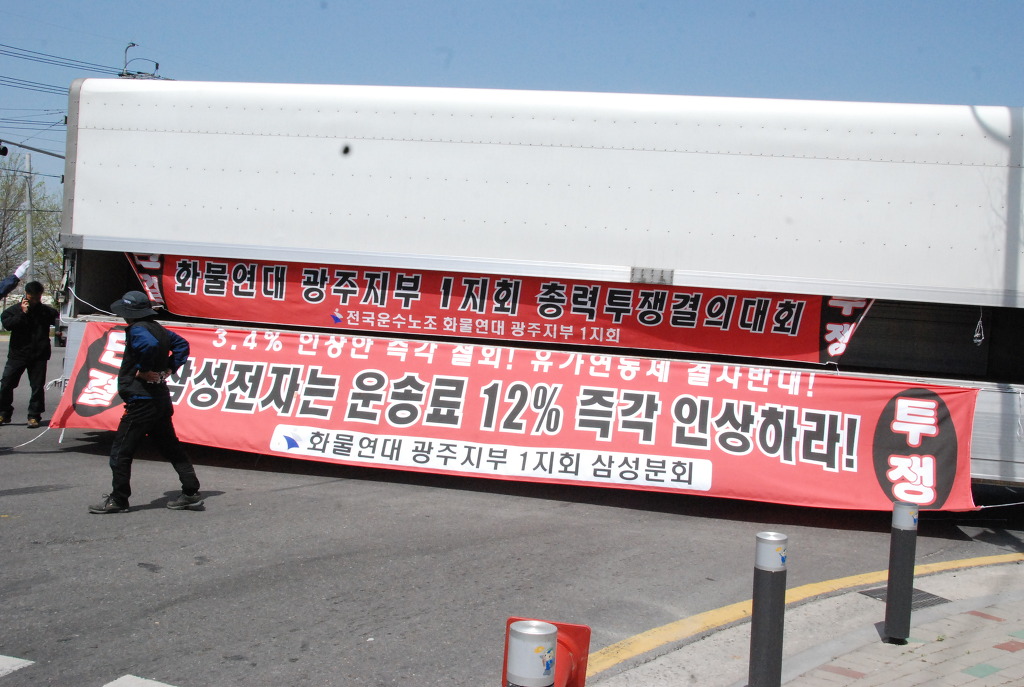 화물연대 광주지부 1지회 총력투쟁결의대회
전국운수노조 화물연대 광주지부 1지회
3.4% 인상안 즉각 철회! 유가연동제 결사반대!
단결
삼성전자는 운송료 12% 즉각 인상하라!
투쟁
화물연대 광주지부 1지회 삼성분회